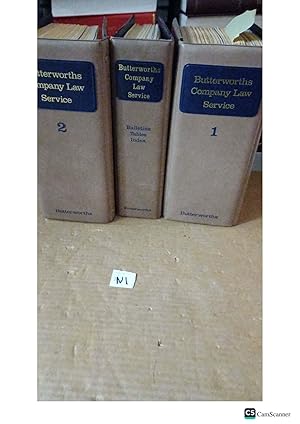 Butterworths
Company Law
Service
2
Butterworths
Butterworths
Company
Law
Service
Bulletins
Tables
Index
Butterworths
Butterworths
Company Law
Service
1
Butterworths
N1
CS CamScanner